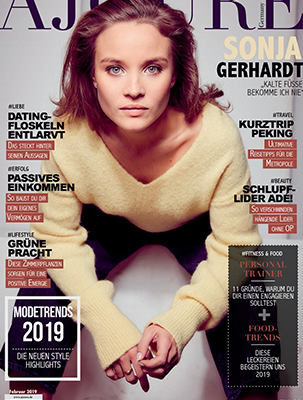 AJOURE
Germany
SONJA
GERHARDT
„KALTE FÜSSE
BEKOMME ICH NIE"
#LIEBE
DATING-
FLOSKELN
ENTLARVT
DAS STECKT HINTER
SEINEN AUSSAGEN
#ERFOLG
PASSIVES
EINKOMMEN
SO BAUST DU DIR
DEIN EIGENES
VERMÖGEN AUF
#LIFESTYLE
GRÜNE
PRACHT
DIESE ZIMMERPFLANZEN
SORGEN FÜR EINE
POSITIVE ENERGIE
MODETRENDS
2019
DIE NEUEN STYLE
HIGHLIGHTS
Februar 2019
#TRAVEL
KURZTRIP
PEKING
ULTIMATIVE
REISETIPPS FÜR DIE
METROPOLE
#BEAUTY
SCHLUPF-
LIDER ADE!
SO VERSCHWINDEN
HÄNGENDE LIDER
OHNE OP
#FITNESS & FOOD
PERSONAL
TRAINER
11 GRÜNDE, WARUM DU
DIR EINEN ENGAGIEREN
SOLLTEST
+
FOOD-
TRENDS
DIESE
LECKEREIEN
BEGEISTERN UNS
2019